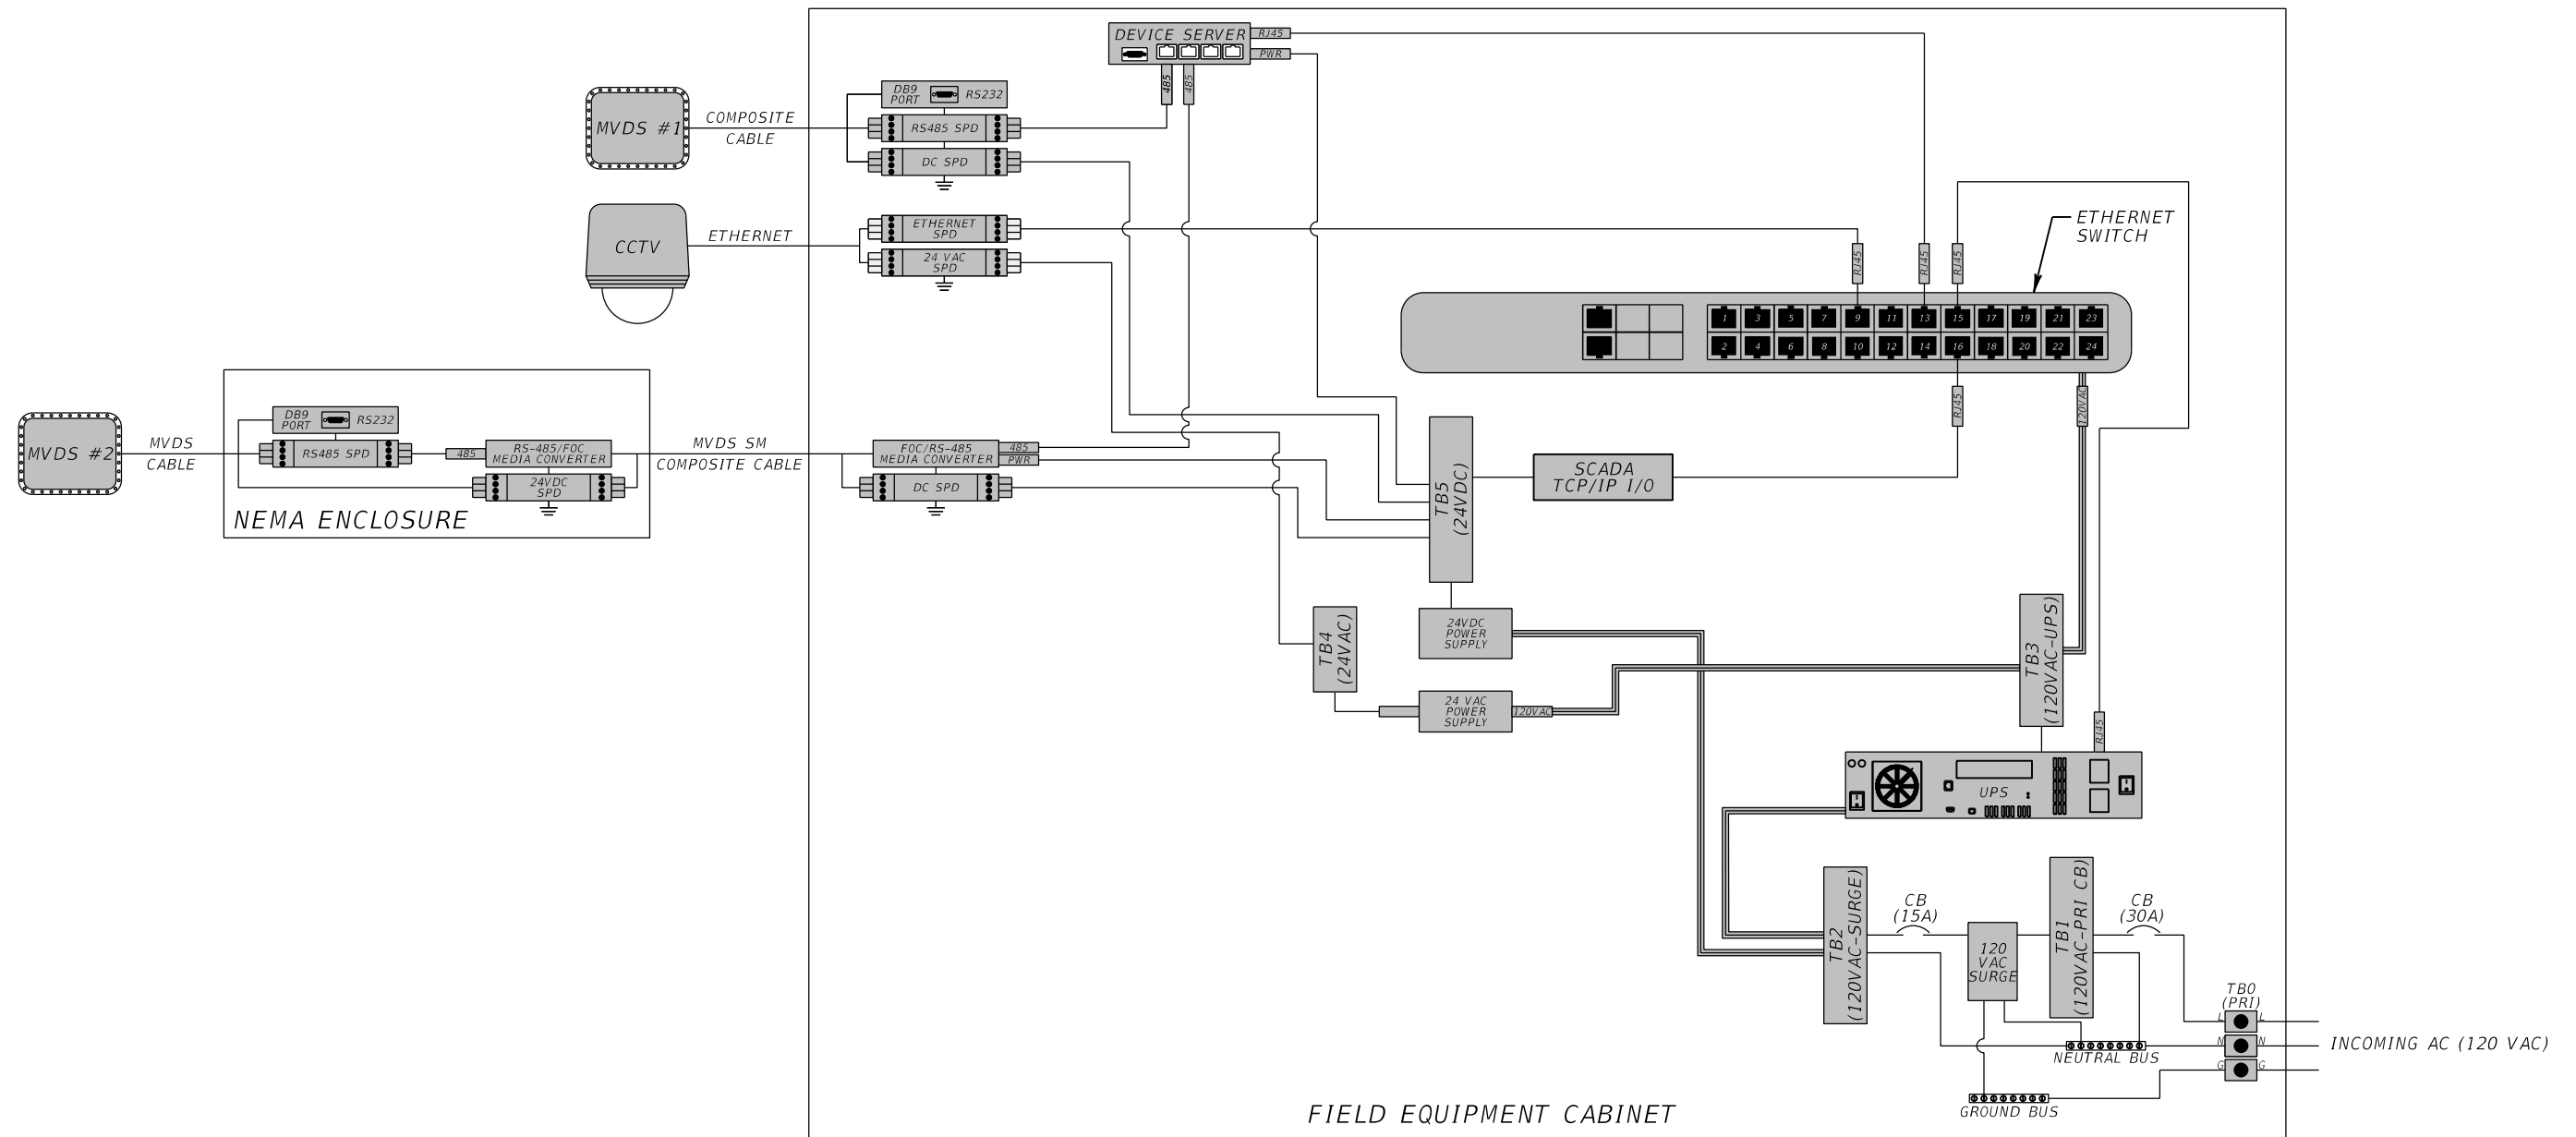 DEVICE SERVER
RJ45
PWR
485
485
DB9
PORT
RS232
MVDS #1
COMPOSITE
CABLE
RS485 SPD
DC SPD
CCTV
ETHERNET
ETHERNET
SPD
24 VAC
SPD
ETHERNET
SWITCH
RJ45
RJ45
RJ45
1 3 5 7 9 11 13 15 17 19 21 23
2 4 6 8 10 12 14 16 18 20 22 24
RJ45
120VAC
MVDS #2
MVDS
CABLE
DB9
PORT
RS232
RS485 SPD
485
RS-485/FOC
MEDIA CONVERTER
24VDC
SPD
NEMA ENCLOSURE
MVDS SM
COMPOSITE CABLE
FOC/RS-485
MEDIA CONVERTER
485
PWR
DC SPD
TB5
(24VDC)
SCADA
TCP/IP I/O
TB4
(24VAC)
24VDC
POWER
SUPPLY
24 VAC
POWER
SUPPLY
120VAC
TB3
(120VAC-UPS)
RJ45
UPS
TB2
(120VAC-SURGE)
CB
(15A)
120
VAC
SURGE
TB1
(120VAC-PRI CB)
CB
(30A)
TB0
(PRI)
L L
N N
G G
INCOMING AC (120 VAC)
NEUTRAL BUS
GROUND BUS
FIELD EQUIPMENT CABINET